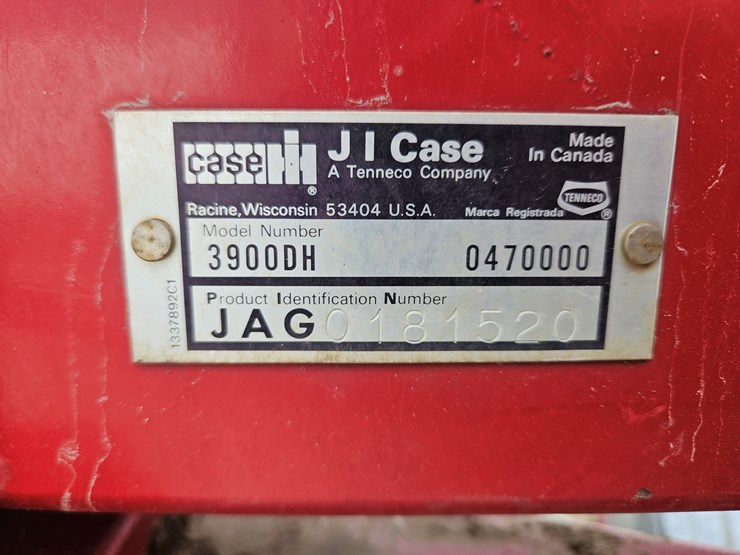 case IH ®
J I Case
A Tenneco Company
Made
In Canada
Racine, Wisconsin 53404 U.S.A.
Marca Registrada
TENNECO ®
Model Number
3900DH 0470000
Product Identification Number
JAG0181520
1337892C1